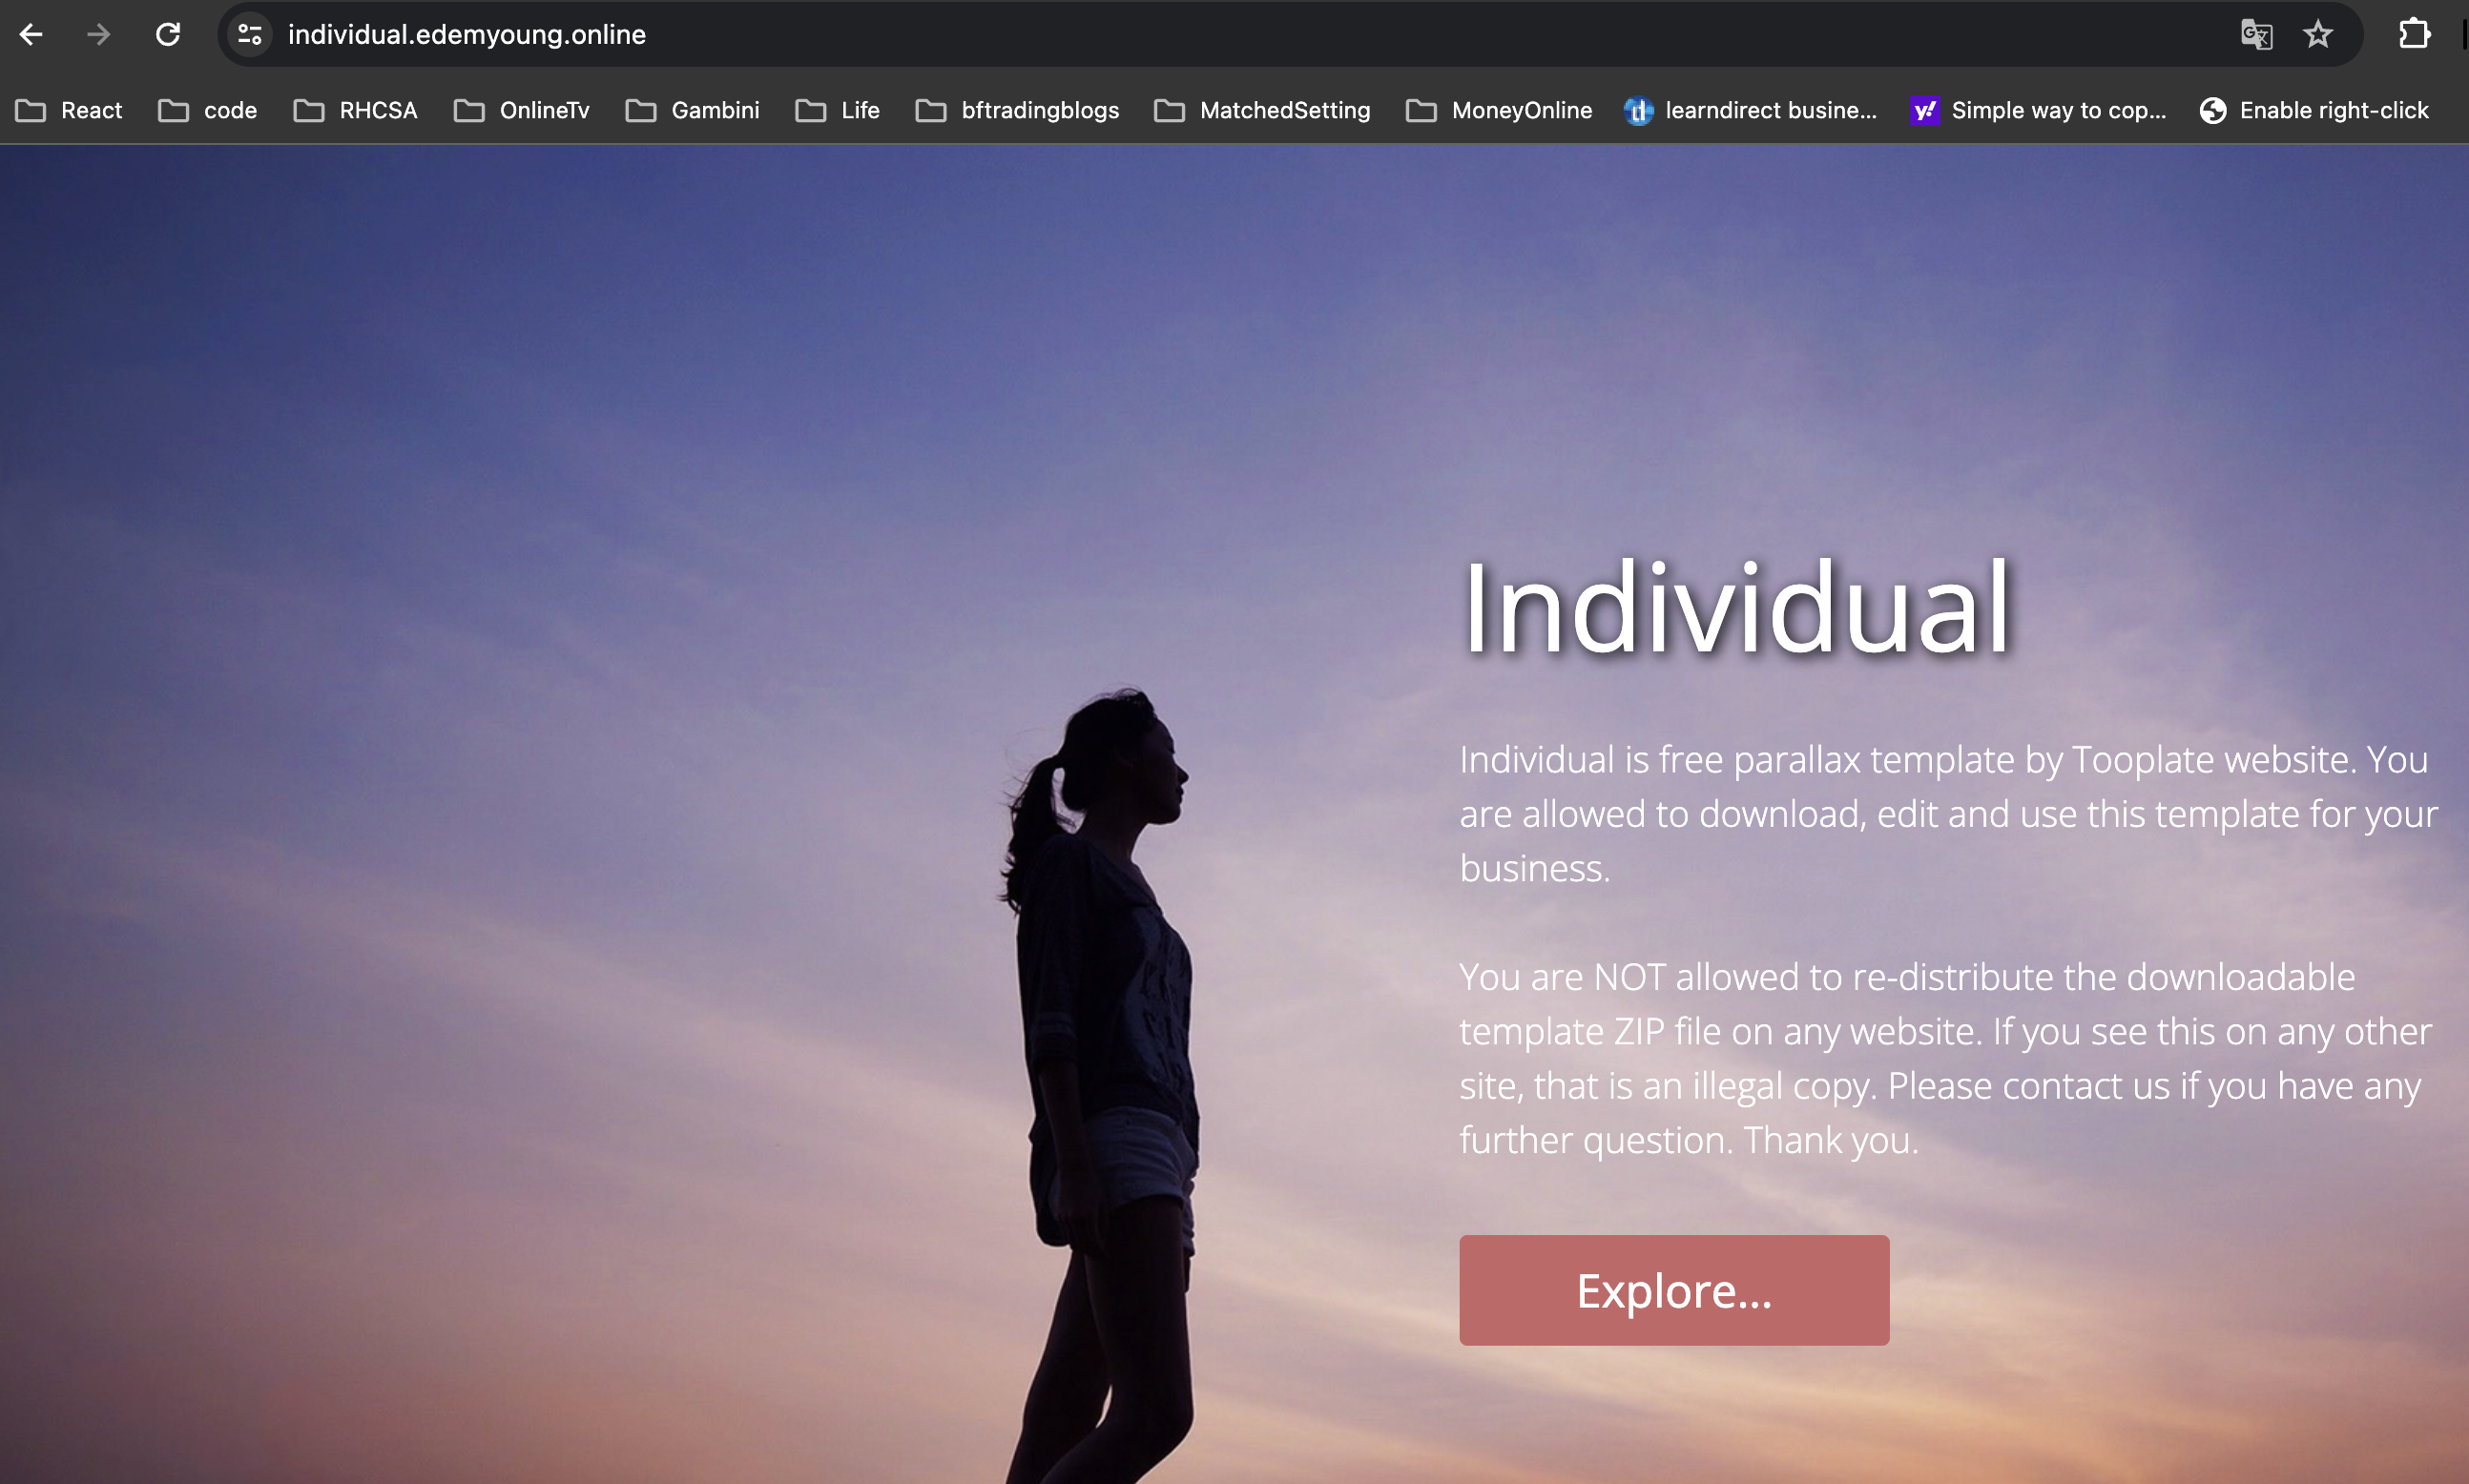 individual.edemyoung.online
React code RHCSA OnlineTv Gambini Life bftradingblogs MatchedSetting MoneyOnline learndirect busine... Simple way to cop... Enable right-click
Individual
Individual is free parallax template by Tooplate website. You
are allowed to download, edit and use this template for your
business.
You are NOT allowed to re-distribute the downloadable
template ZIP file on any website. If you see this on any other
site, that is an illegal copy. Please contact us if you have any
further question. Thank you.
Explore...